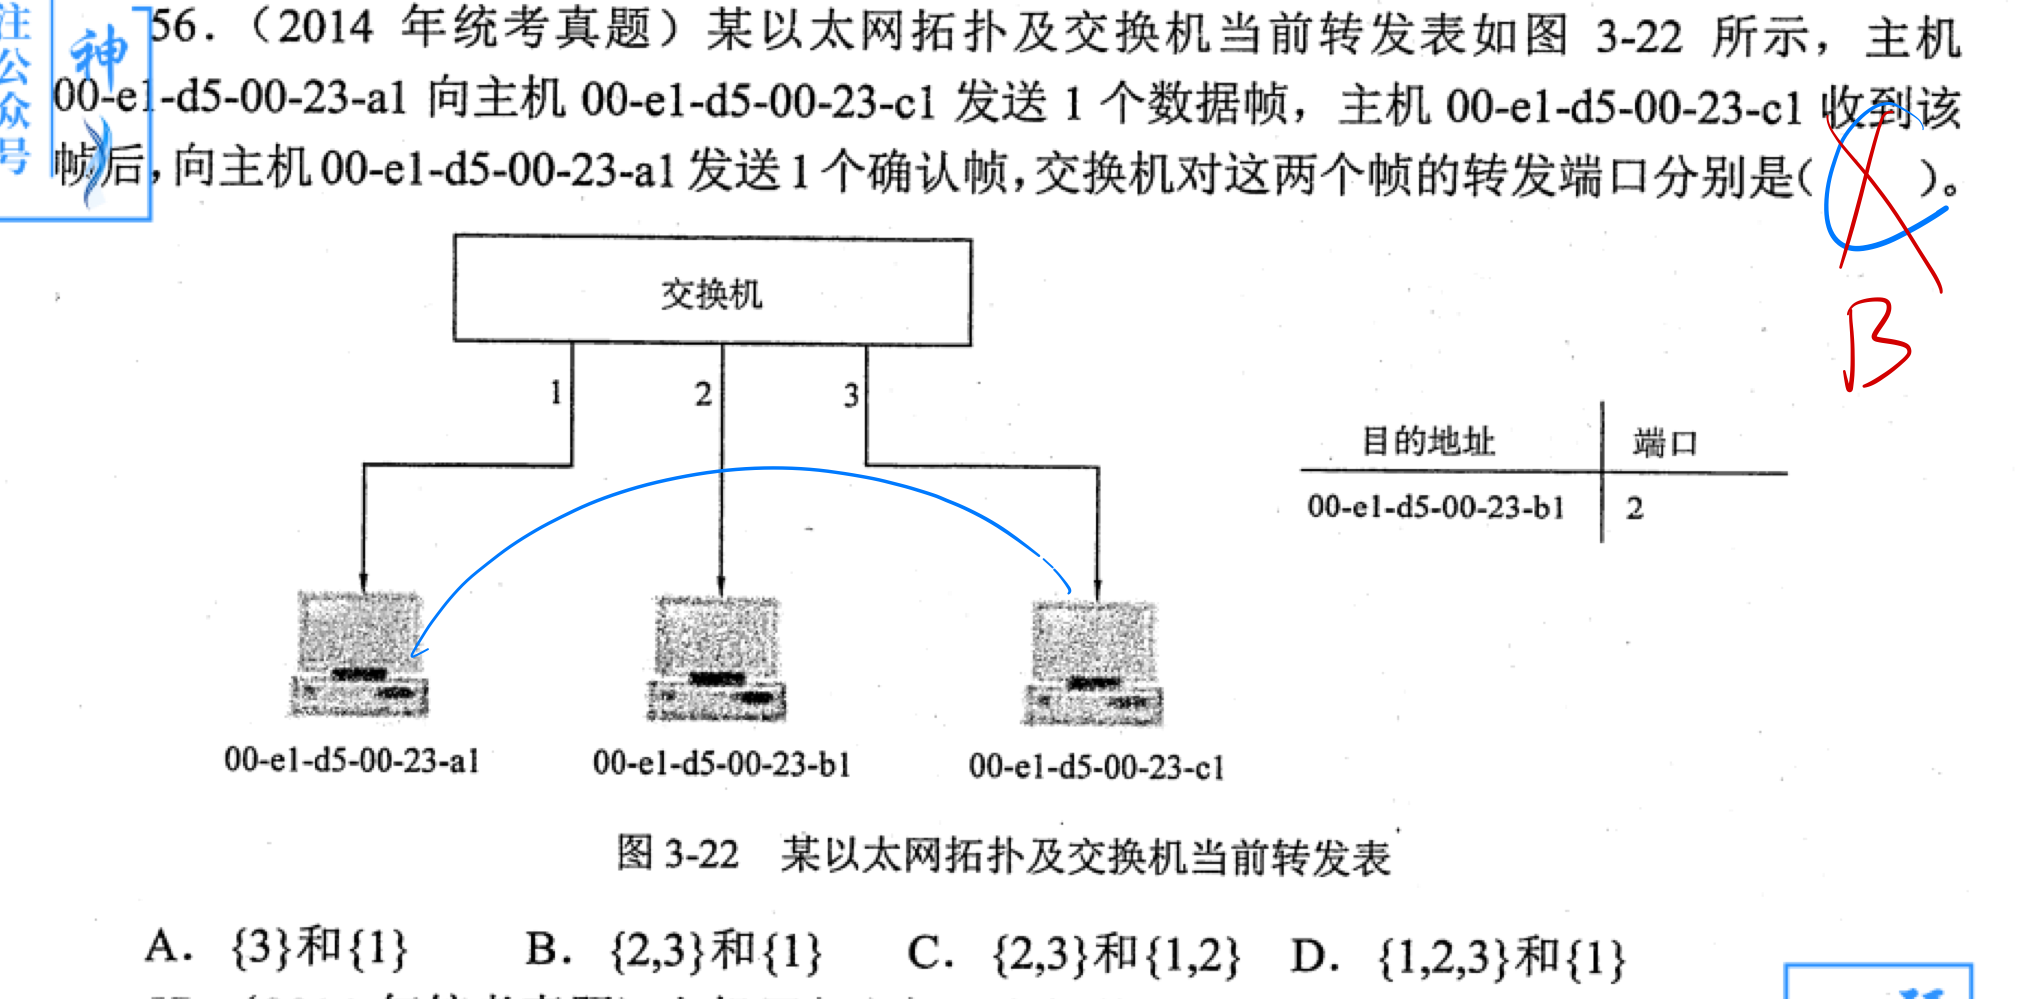 注公众号
神
56.（2014 年统考真题）某以太网拓扑及交换机当前转发表如图 3-22 所示，主机
00-e1-d5-00-23-a1 向主机 00-e1-d5-00-23-c1 发送 1 个数据帧，主机 00-e1-d5-00-23-c1 收到该
帧后，向主机 00-e1-d5-00-23-a1 发送 1 个确认帧，交换机对这两个帧的转发端口分别是（ ）。
B
交换机
1 2 3
目的地址 端口
00-e1-d5-00-23-b1 2
00-e1-d5-00-23-a1 00-e1-d5-00-23-b1 00-e1-d5-00-23-c1
图 3-22 某以太网拓扑及交换机当前转发表
A. {3}和{1} B. {2,3}和{1} C. {2,3}和{1,2} D. {1,2,3}和{1}